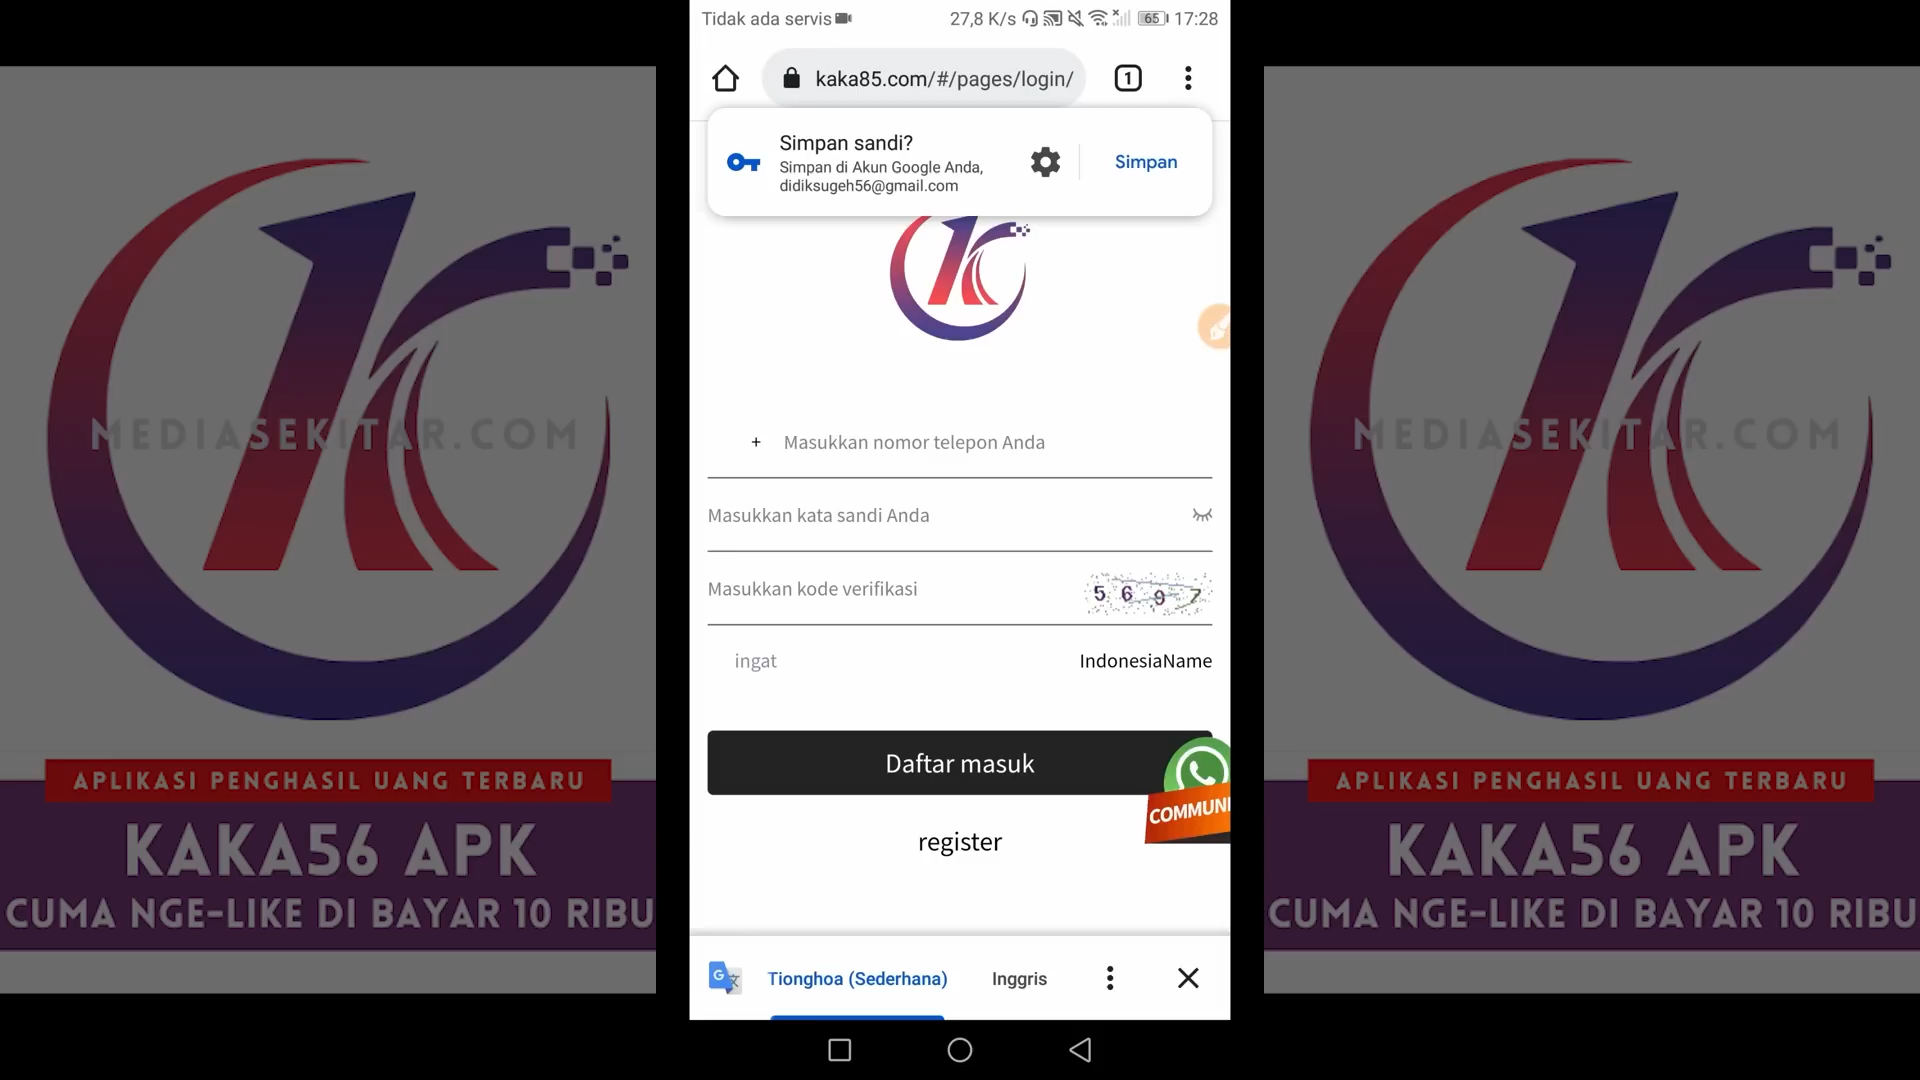 Tidak ada servis
27,8 K/s
65
17:28
kaka85.com/#/pages/login/
1
Simpan sandi?
Simpan di Akun Google Anda,
didiksugeh56@gmail.com
Simpan
+ Masukkan nomor telepon Anda
Masukkan kata sandi Anda
Masukkan kode verifikasi
5 6 9 7
ingat
IndonesiaName
Daftar masuk
COMMUNI
register
G 文
Tionghoa (Sederhana)
Inggris
MEDIASEKITAR.COM
APLIKASI PENGHASIL UANG TERBARU
KAKA56 APK
CUMA NGE-LIKE DI BAYAR 10 RIBU
MEDIASEKITAR.COM
APLIKASI PENGHASIL UANG TERBARU
KAKA56 APK
CUMA NGE-LIKE DI BAYAR 10 RIBU